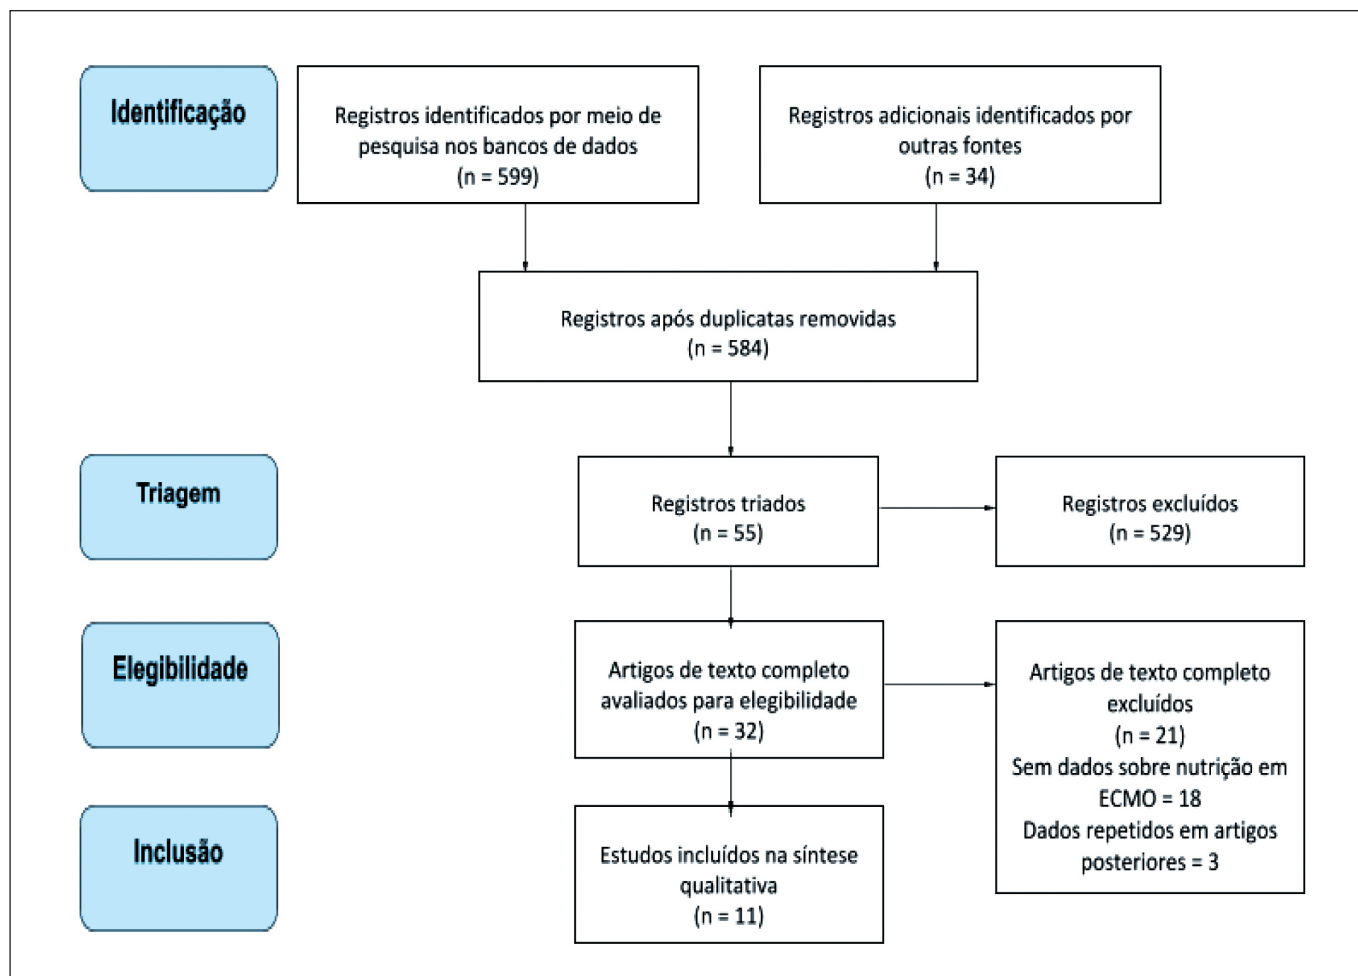 Identificação
Registros identificados por meio de
pesquisa nos bancos de dados
(n = 599)
Registros adicionais identificados por
outras fontes
(n = 34)
Registros após duplicatas removidas
(n = 584)
Triagem
Registros triados
(n = 55)
Registros excluídos
(n = 529)
Elegibilidade
Artigos de texto completo
avaliados para elegibilidade
(n = 32)
Artigos de texto completo
excluídos
(n = 21)
Sem dados sobre nutrição em
ECMO = 18
Dados repetidos em artigos
posteriores = 3
Inclusão
Estudos incluídos na síntese
qualitativa
(n = 11)